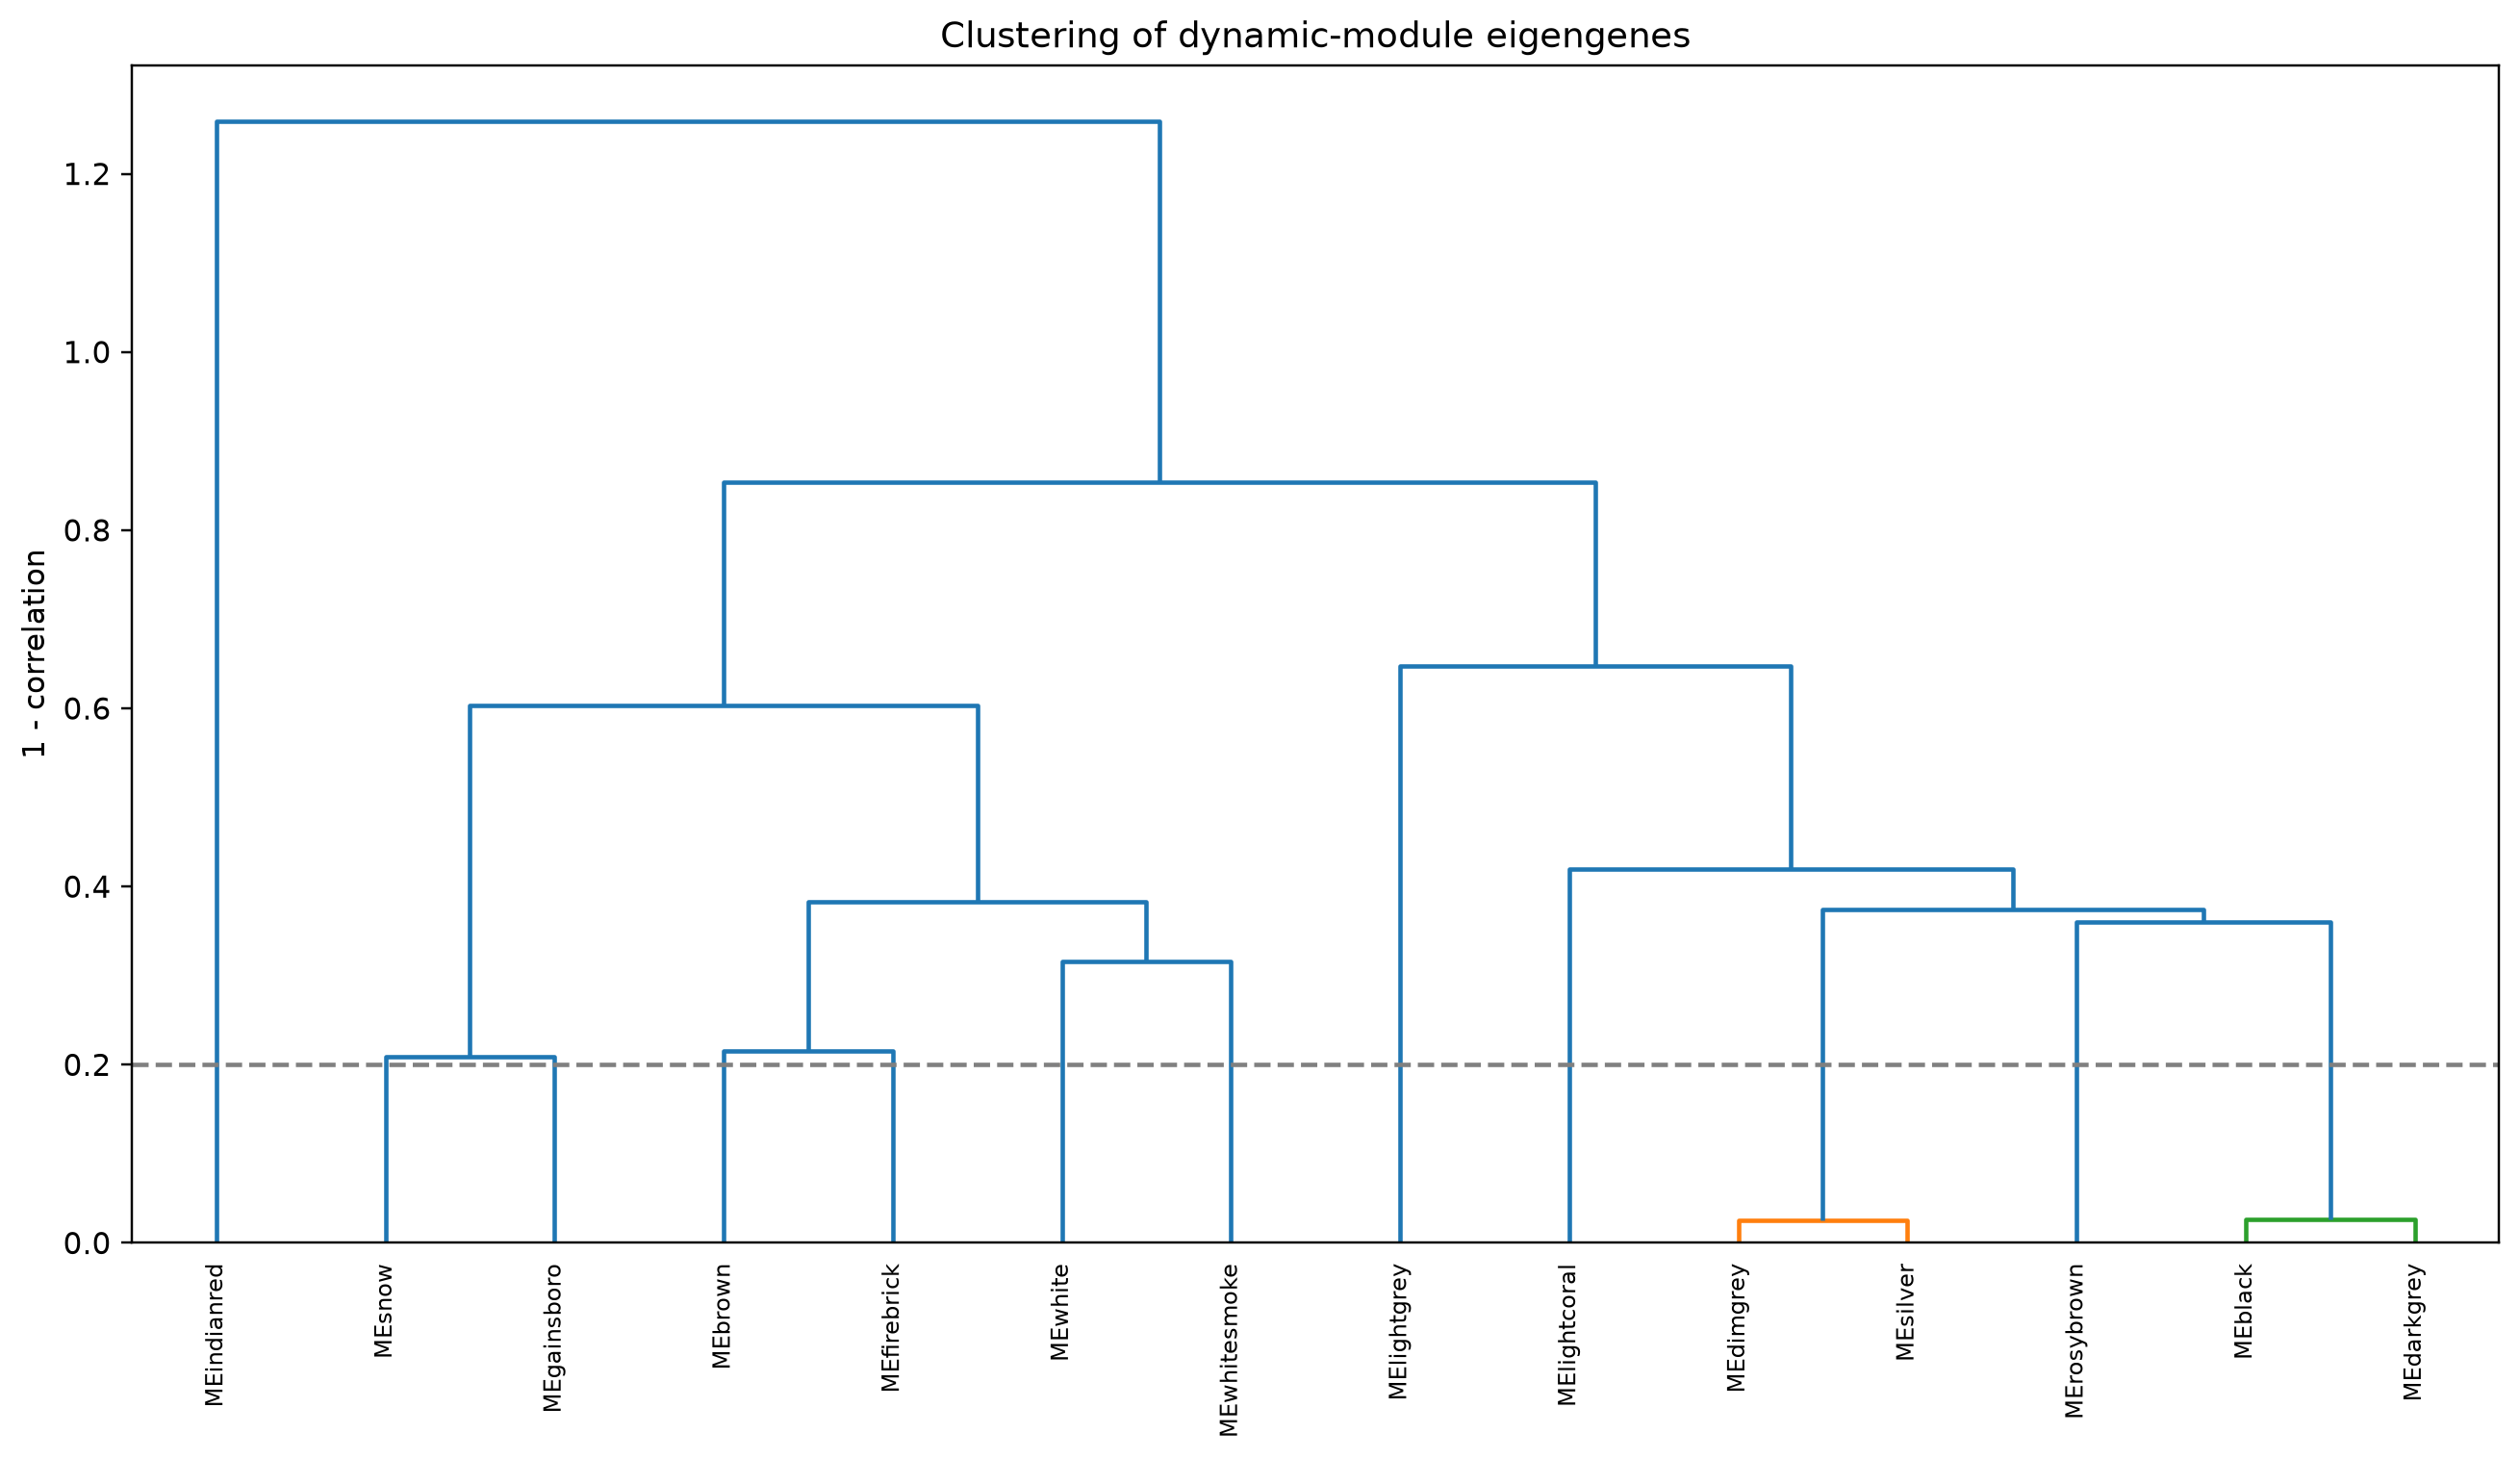 Clustering of dynamic-module eigengenes
1 - correlation
1.2
1.0
0.8
0.6
0.4
0.2
0.0
MEindianred
MEsnow
MEgainsboro
MEbrown
MEfirebrick
MEwhite
MEwhitesmoke
MElightgrey
MElightcoral
MEdimgrey
MEsilver
MErosybrown
MEblack
MEdarkgrey